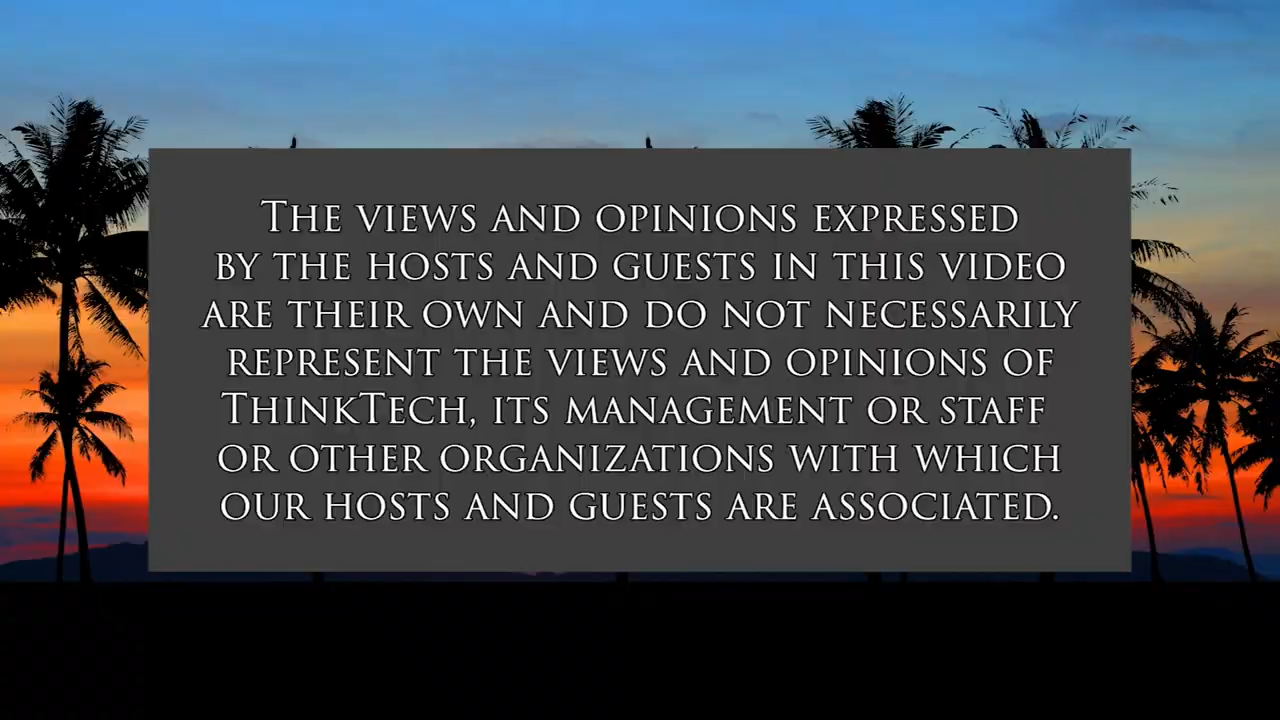 The views and opinions expressed
by the hosts and guests in this video
are their own and do not necessarily
represent the views and opinions of
ThinkTech, its management or staff
or other organizations with which
our hosts and guests are associated.